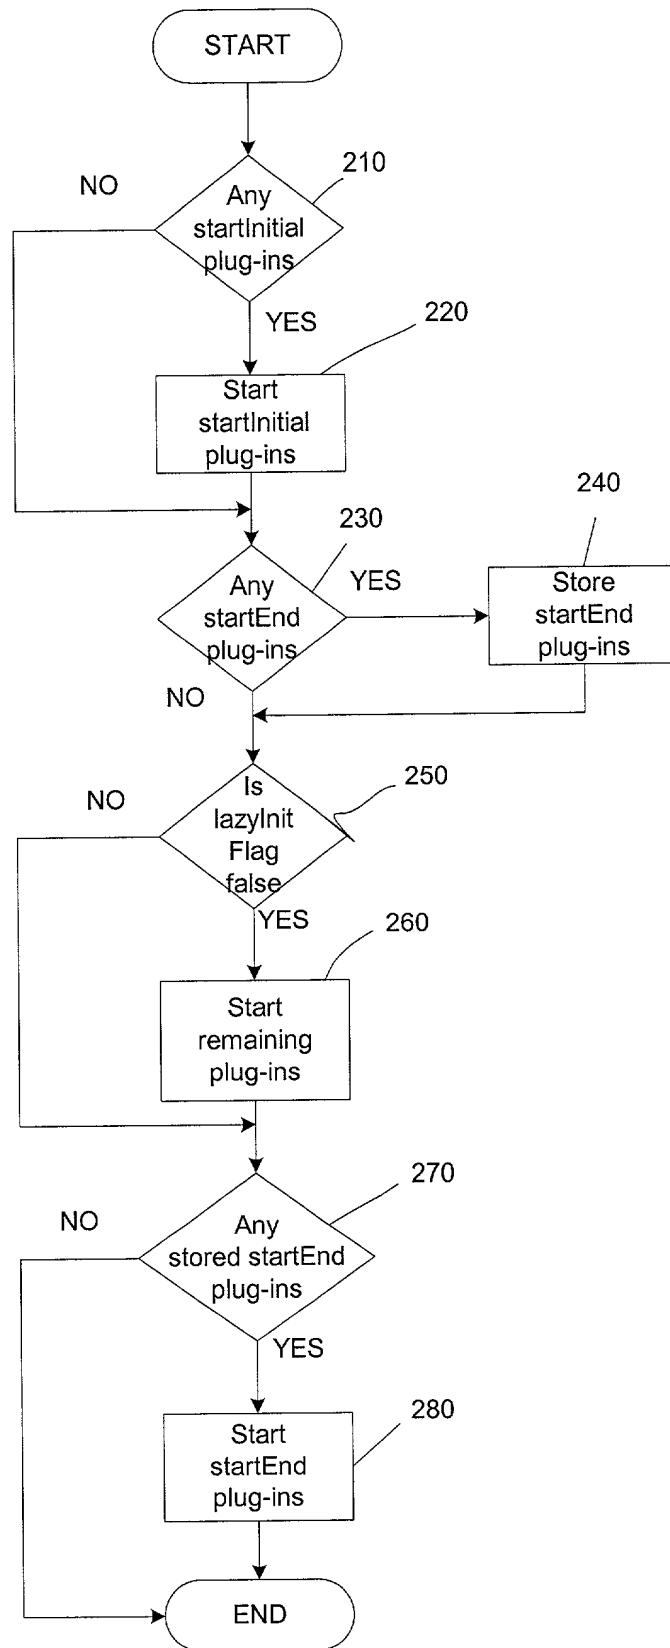 START
210
NO
Any
startInitial
plug-ins
YES
220
Start
startInitial
plug-ins
240
230
Any
startEnd
plug-ins
YES
Store
startEnd
plug-ins
NO
250
Is
lazyInit
Flag
false
NO
YES
260
Start
remaining
plug-ins
270
NO
Any
stored startEnd
plug-ins
YES
280
Start
startEnd
plug-ins
END